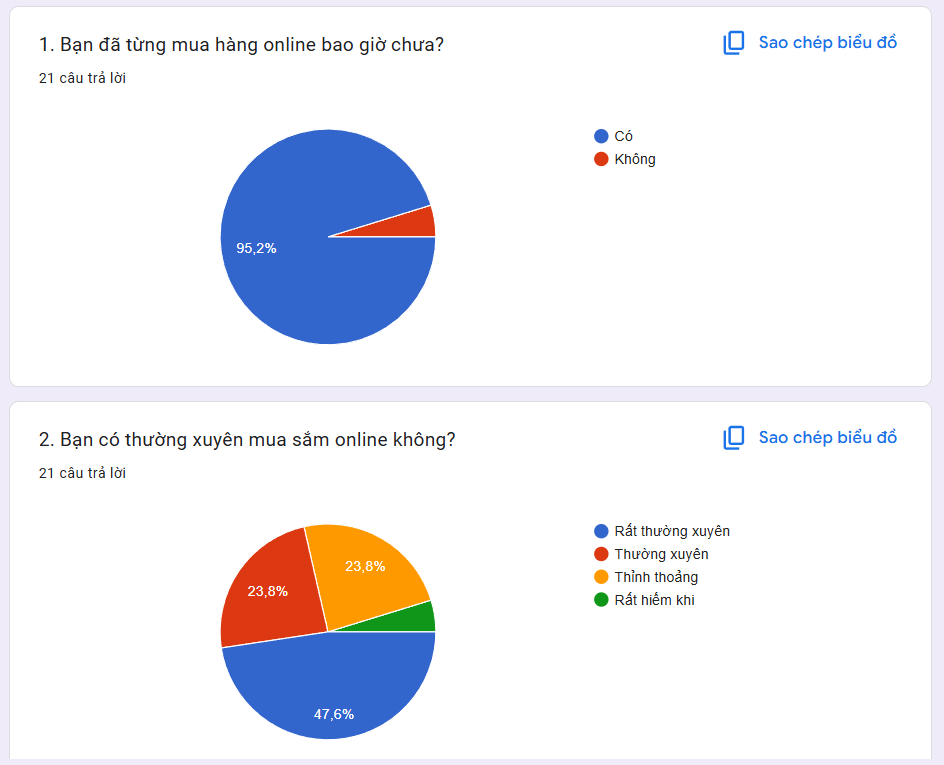 1. Bạn đã từng mua hàng online bao giờ chưa?
Sao chép biểu đồ
21 câu trả lời
Có
Không
95,2%
2. Bạn có thường xuyên mua sắm online không?
Sao chép biểu đồ
21 câu trả lời
Rất thường xuyên
Thường xuyên
Thỉnh thoảng
Rất hiếm khi
23,8%
23,8%
47,6%